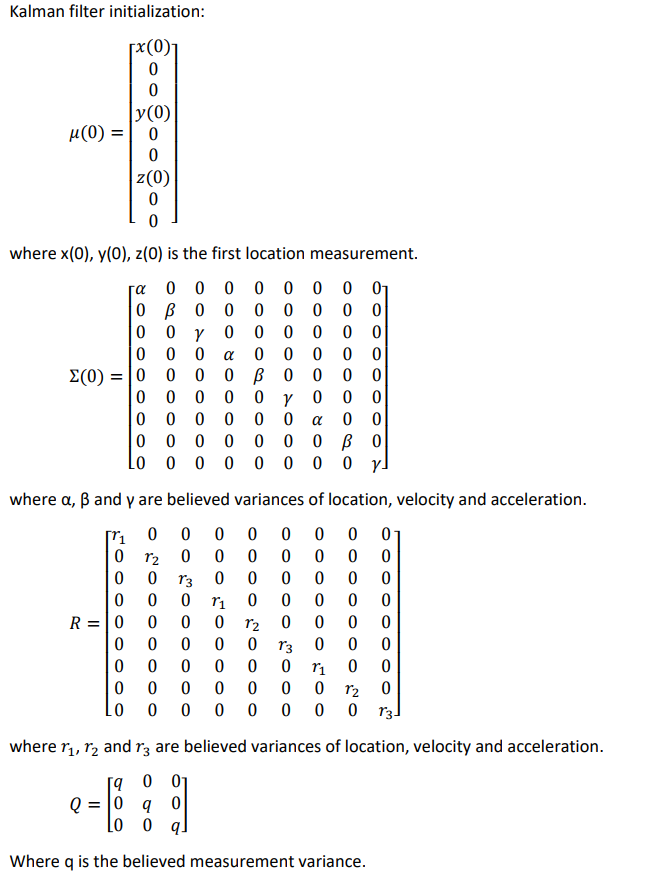 Kalman filter initialization:
x(0)
0
0
y(0)
μ(0) = 0
0
z(0)
0
0
where x(0), y(0), z(0) is the first location measurement.
α 0 0 0 0 0 0 0 0
0 β 0 0 0 0 0 0 0
0 0 γ 0 0 0 0 0 0
0 0 0 α 0 0 0 0 0
Σ(0) = 0 0 0 0 β 0 0 0 0
0 0 0 0 0 γ 0 0 0
0 0 0 0 0 0 α 0 0
0 0 0 0 0 0 0 β 0
0 0 0 0 0 0 0 0 γ
where α, β and γ are believed variances of location, velocity and acceleration.
r₁ 0 0 0 0 0 0 0 0
0 r₂ 0 0 0 0 0 0 0
0 0 r₃ 0 0 0 0 0 0
0 0 0 r₁ 0 0 0 0 0
R = 0 0 0 0 r₂ 0 0 0 0
0 0 0 0 0 r₃ 0 0 0
0 0 0 0 0 0 r₁ 0 0
0 0 0 0 0 0 0 r₂ 0
0 0 0 0 0 0 0 0 r₃
where r₁, r₂ and r₃ are believed variances of location, velocity and acceleration.
q 0 0
Q = 0 q 0
0 0 q
Where q is the believed measurement variance.